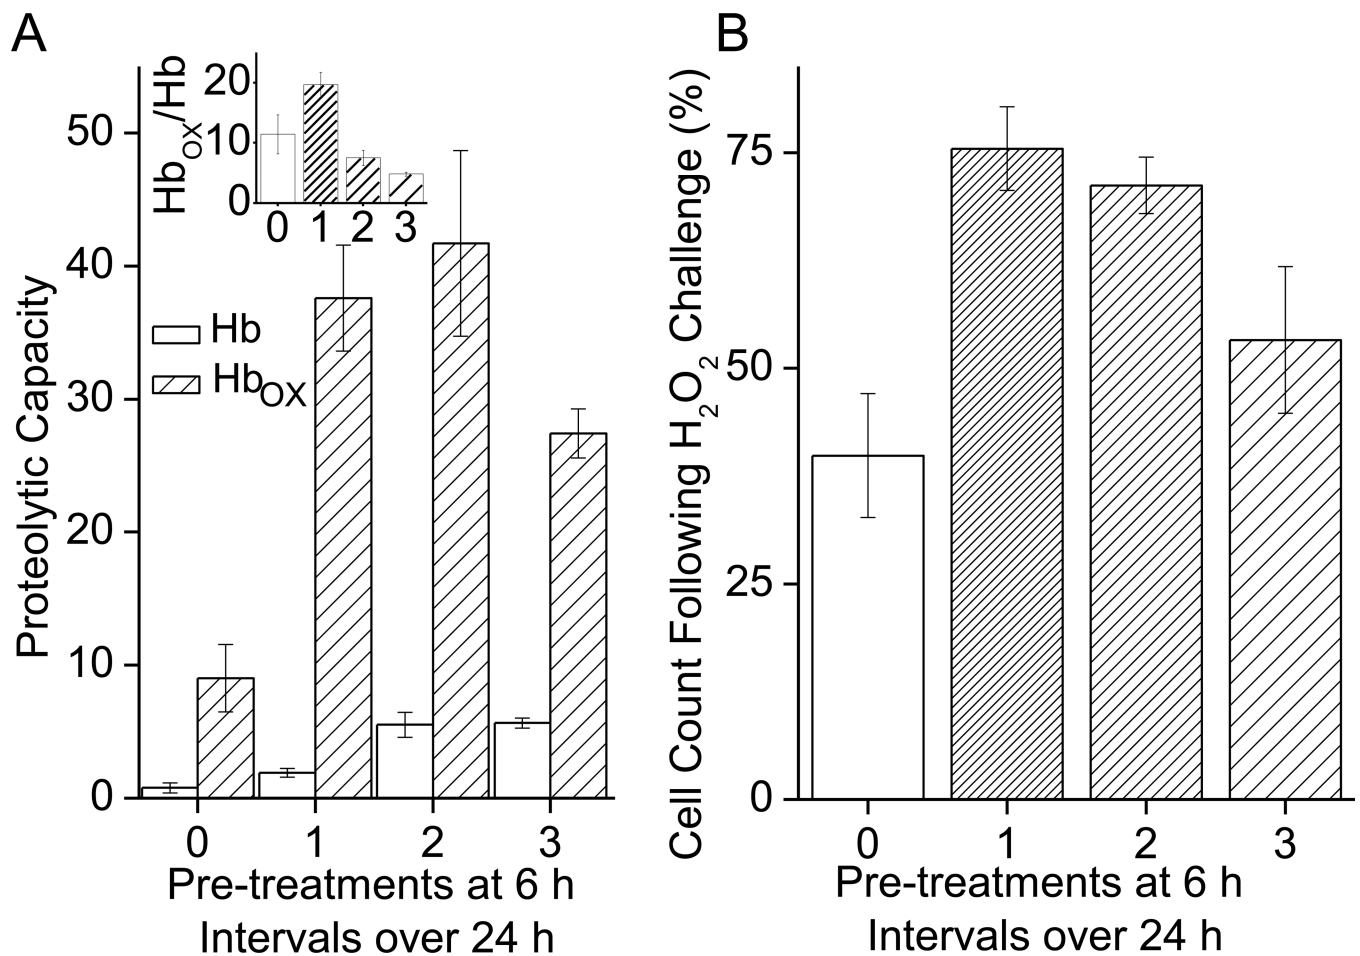 A
Hb_OX/Hb
20
10
0
0 1 2 3
Proteolytic Capacity
50
40
30
20
10
0
Hb
Hb_OX
0 1 2 3
Pre-treatments at 6 h
Intervals over 24 h
B
Cell Count Following H₂O₂ Challenge (%)
75
50
25
0
0 1 2 3
Pre-treatments at 6 h
Intervals over 24 h